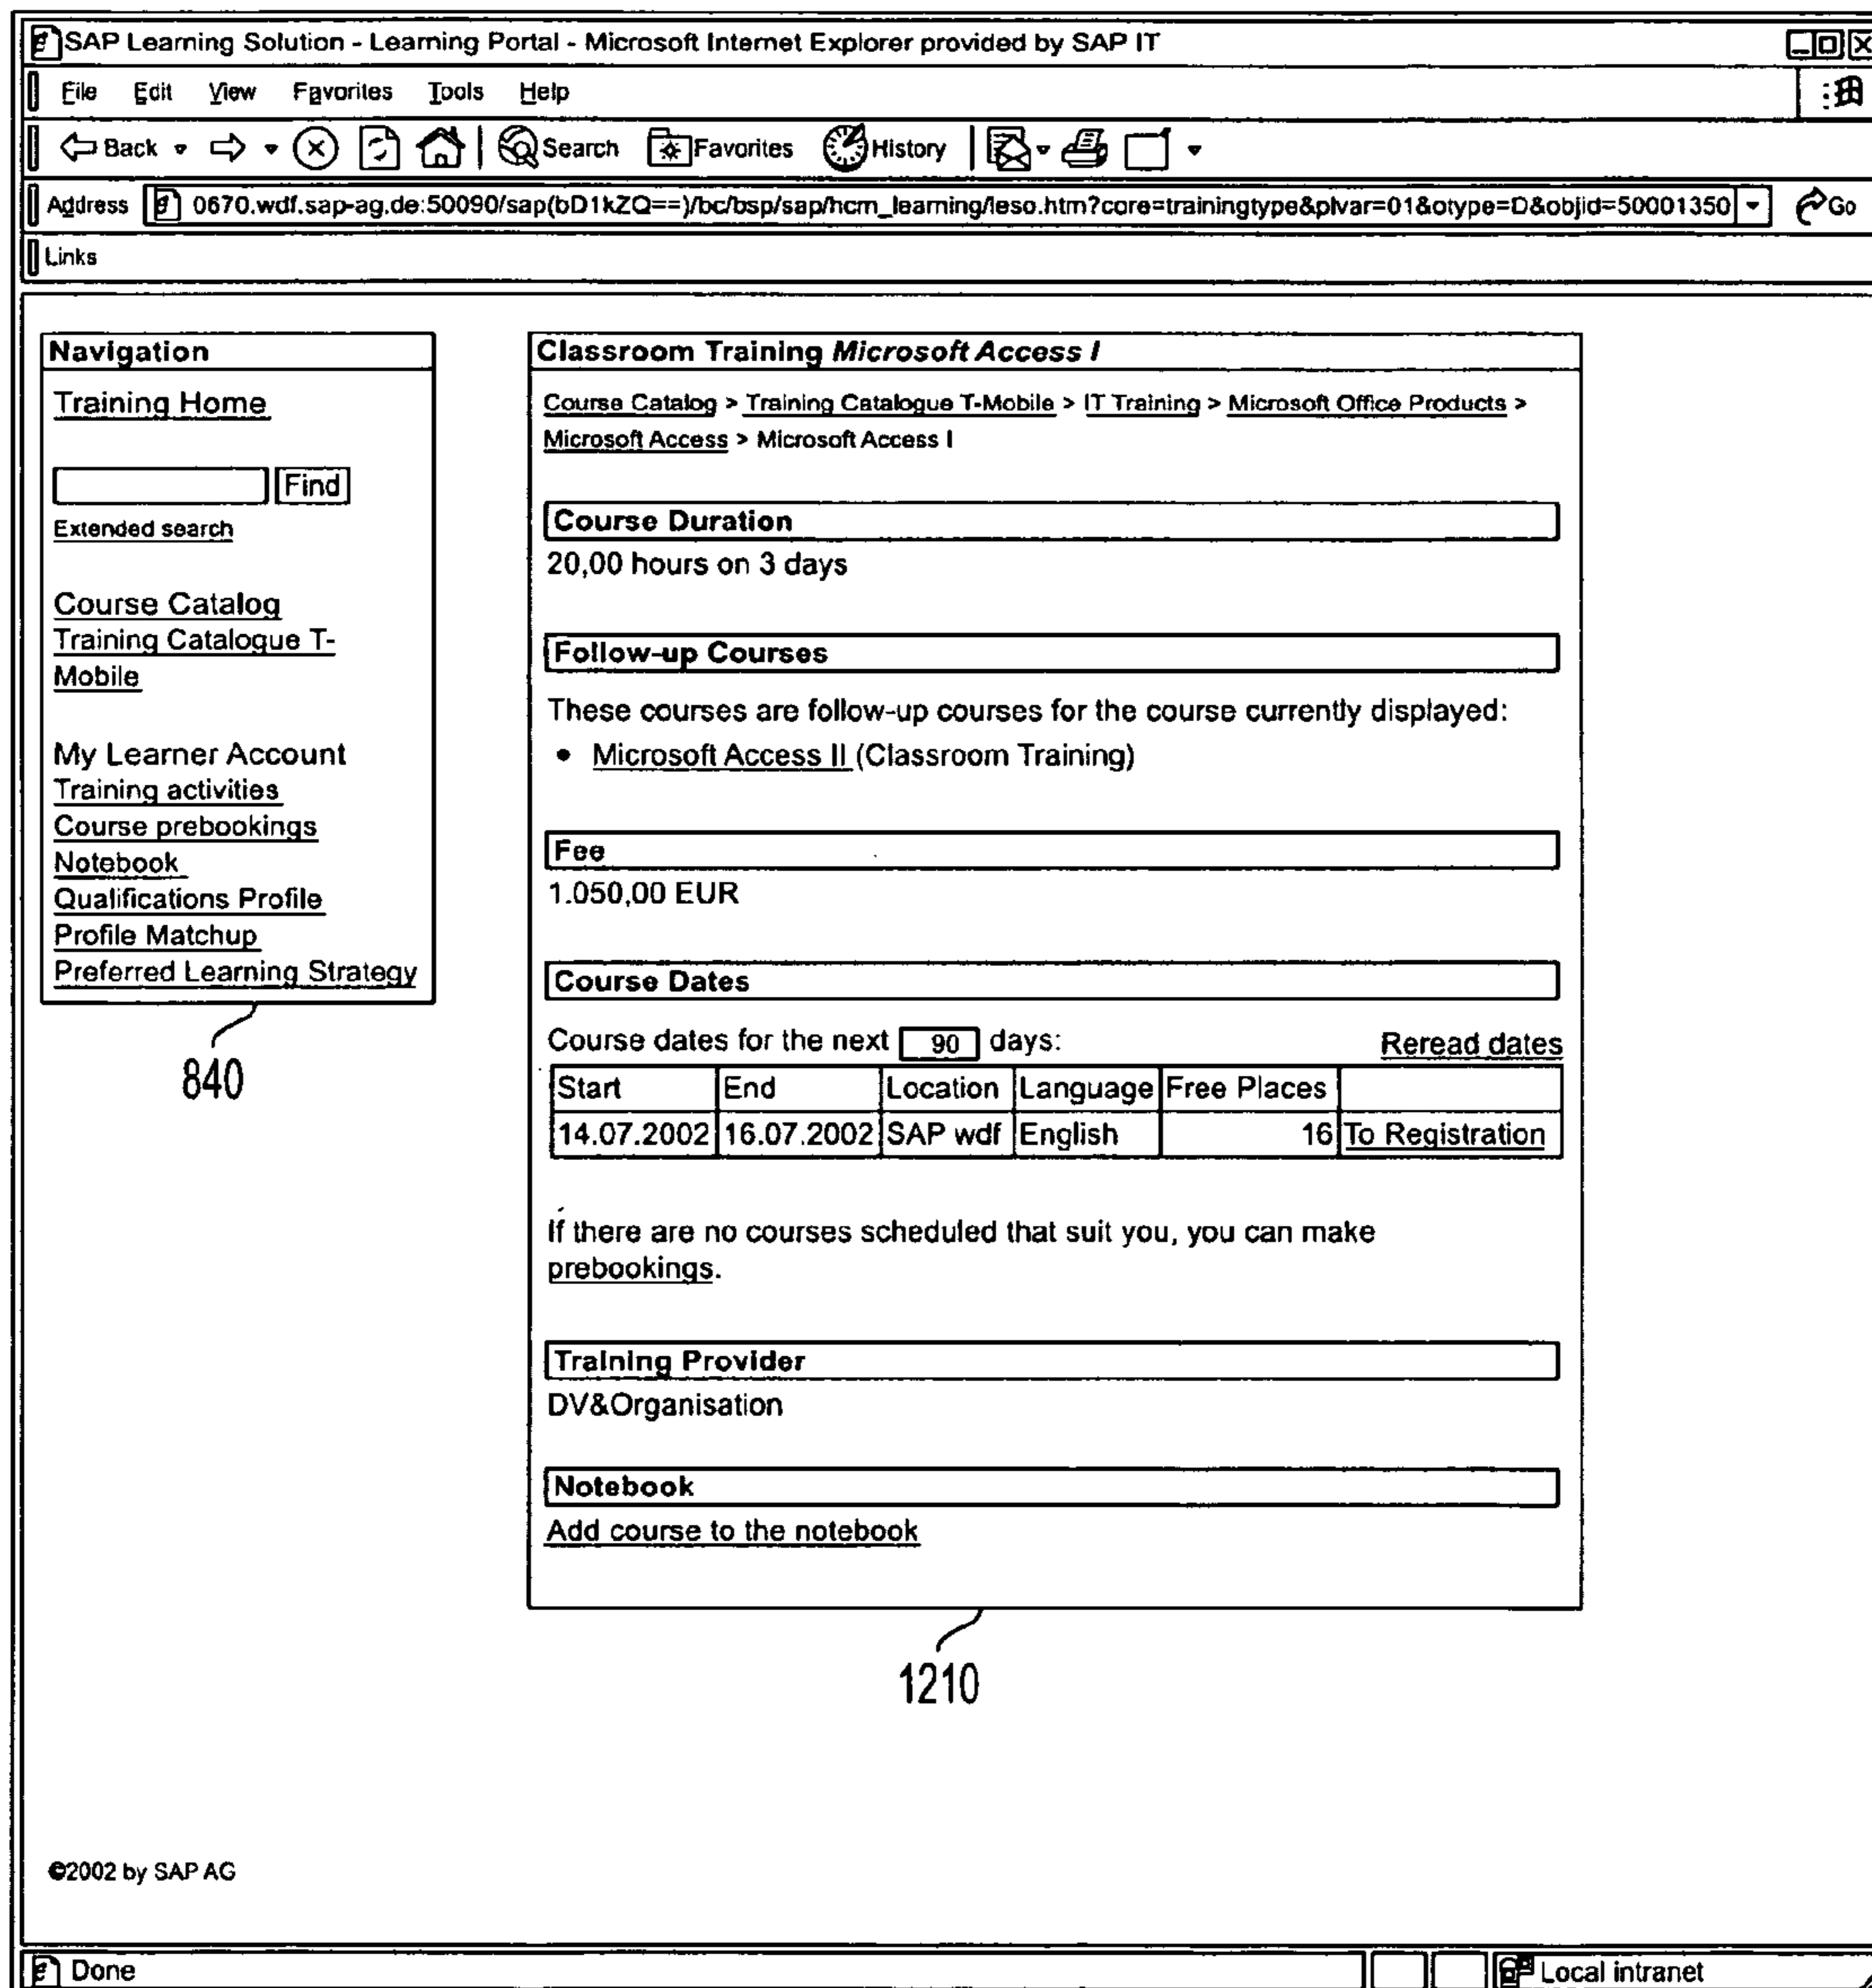 SAP Learning Solution - Learning Portal - Microsoft Internet Explorer provided by SAP IT
File Edit View Favorites Tools Help
Back Search Favorites History
Address 0670.wdf.sap-ag.de:50090/sap(bD1kZQ==)/bc/bsp/sap/hcm_learning/leso.htm?core=trainingtype&plvar=01&otype=D&objid=50001350 Go
Links
Navigation
Training Home
Find
Extended search
Course Catalog
Training Catalogue T-
Mobile
My Learner Account
Training activities
Course prebookings
Notebook
Qualifications Profile
Profile Matchup
Preferred Learning Strategy
840
Classroom Training Microsoft Access I
Course Catalog > Training Catalogue T-Mobile > IT Training > Microsoft Office Products >
Microsoft Access > Microsoft Access I
Course Duration
20,00 hours on 3 days
Follow-up Courses
These courses are follow-up courses for the course currently displayed:
• Microsoft Access II (Classroom Training)
Fee
1.050,00 EUR
Course Dates
Course dates for the next 90 days: Reread dates
Start End Location Language Free Places
14.07.2002 16.07.2002 SAP wdf English 16 To Registration
If there are no courses scheduled that suit you, you can make
prebookings.
Training Provider
DV&Organisation
Notebook
Add course to the notebook
1210
©2002 by SAP AG
Done Local intranet